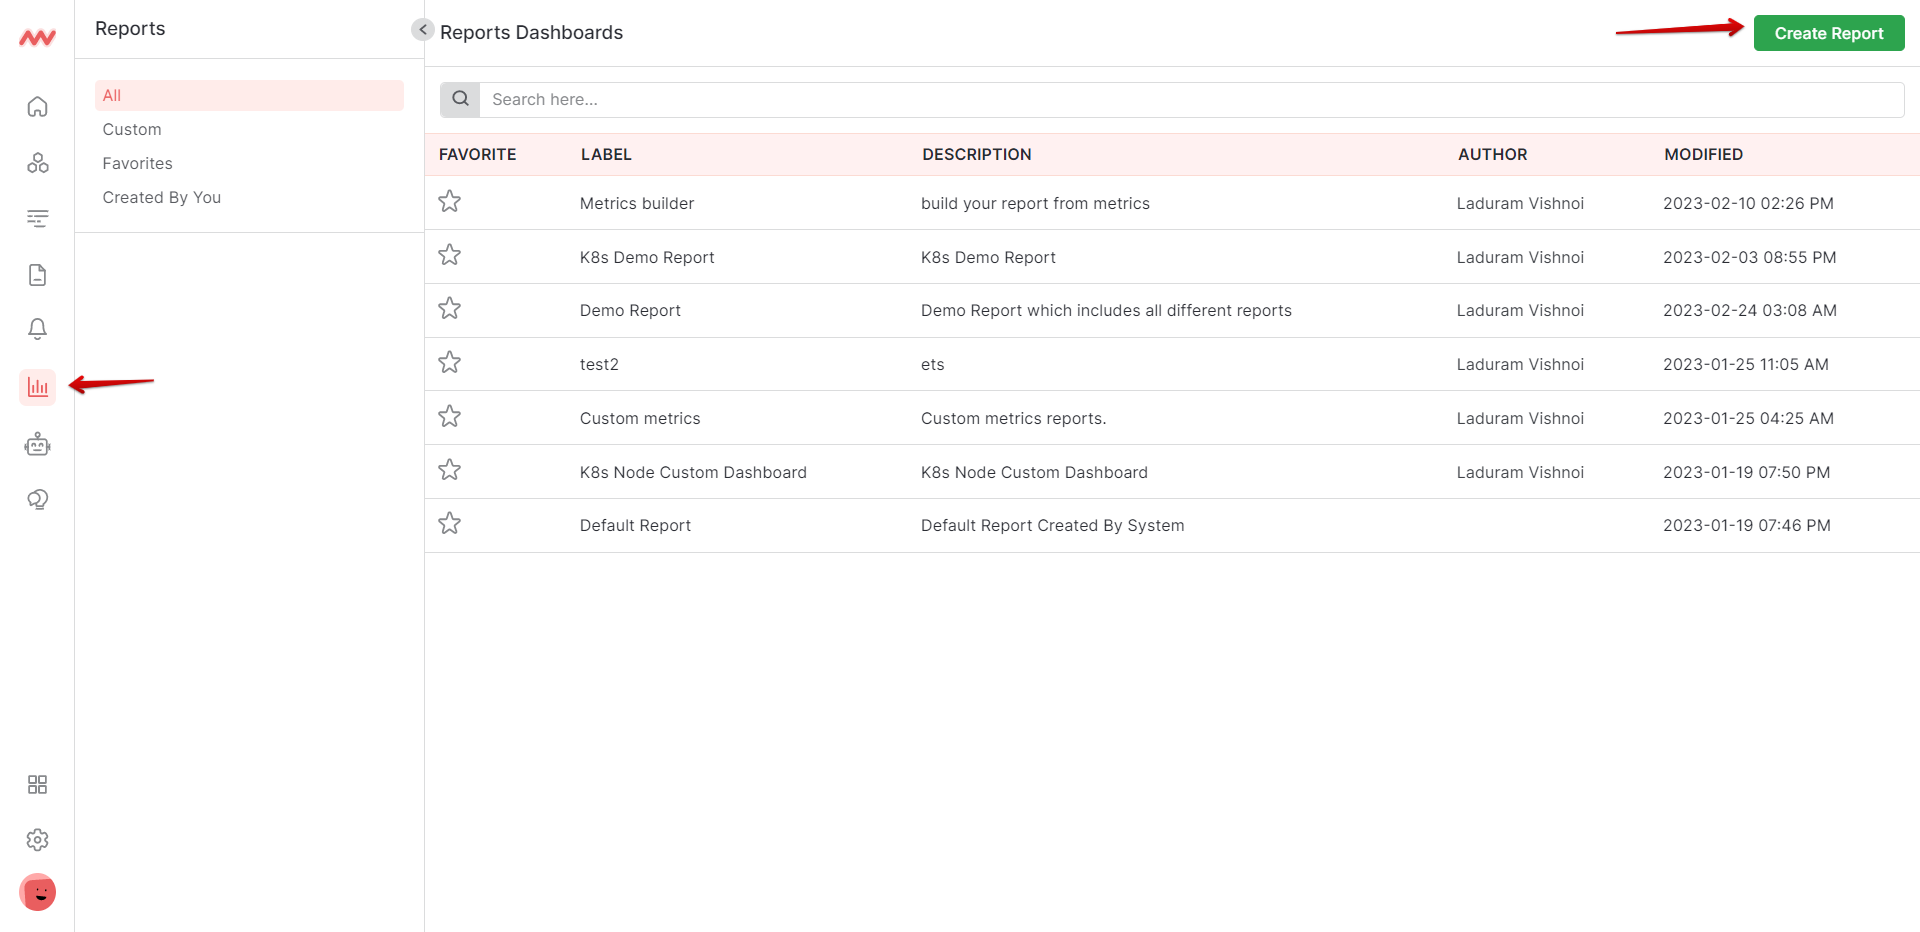 Reports
All
Custom
Favorites
Created By You
Reports Dashboards
Create Report
Search here...
FAVORITE LABEL DESCRIPTION AUTHOR MODIFIED
Metrics builder build your report from metrics Laduram Vishnoi 2023-02-10 02:26 PM
K8s Demo Report K8s Demo Report Laduram Vishnoi 2023-02-03 08:55 PM
Demo Report Demo Report which includes all different reports Laduram Vishnoi 2023-02-24 03:08 AM
test2 ets Laduram Vishnoi 2023-01-25 11:05 AM
Custom metrics Custom metrics reports. Laduram Vishnoi 2023-01-25 04:25 AM
K8s Node Custom Dashboard K8s Node Custom Dashboard Laduram Vishnoi 2023-01-19 07:50 PM
Default Report Default Report Created By System 2023-01-19 07:46 PM